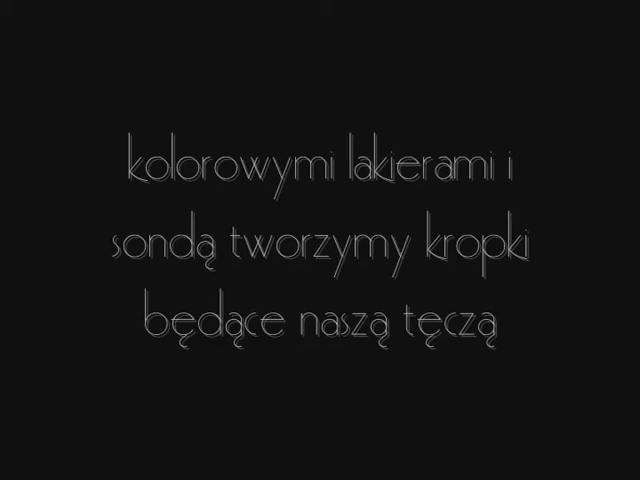 kolorowymi lakierami i
sondą tworzymy kropki
będące naszą tęczą